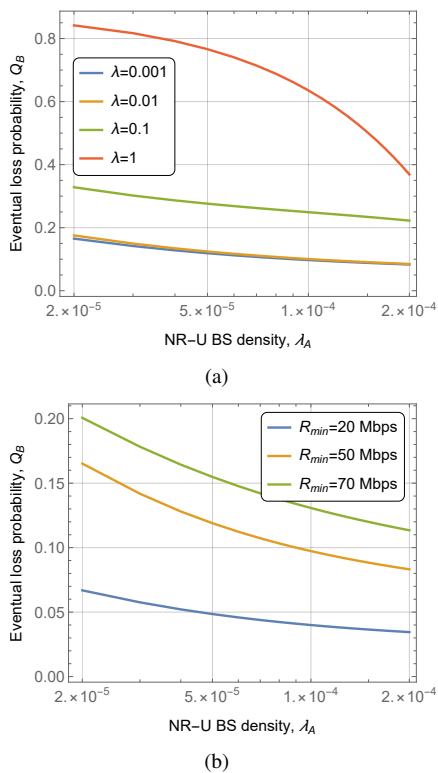 Eventual loss probability, Q_B
0.8
0.6
0.4
0.2
0.0
λ=0.001
λ=0.01
λ=0.1
λ=1
2.×10⁻⁵ 5.×10⁻⁵ 1.×10⁻⁴ 2.×10⁻⁴
NR-U BS density, λ_A
(a)
Eventual loss probability, Q_B
0.20
0.15
0.10
0.05
0.00
R_min=20 Mbps
R_min=50 Mbps
R_min=70 Mbps
2.×10⁻⁵ 5.×10⁻⁵ 1.×10⁻⁴ 2.×10⁻⁴
NR-U BS density, λ_A
(b)